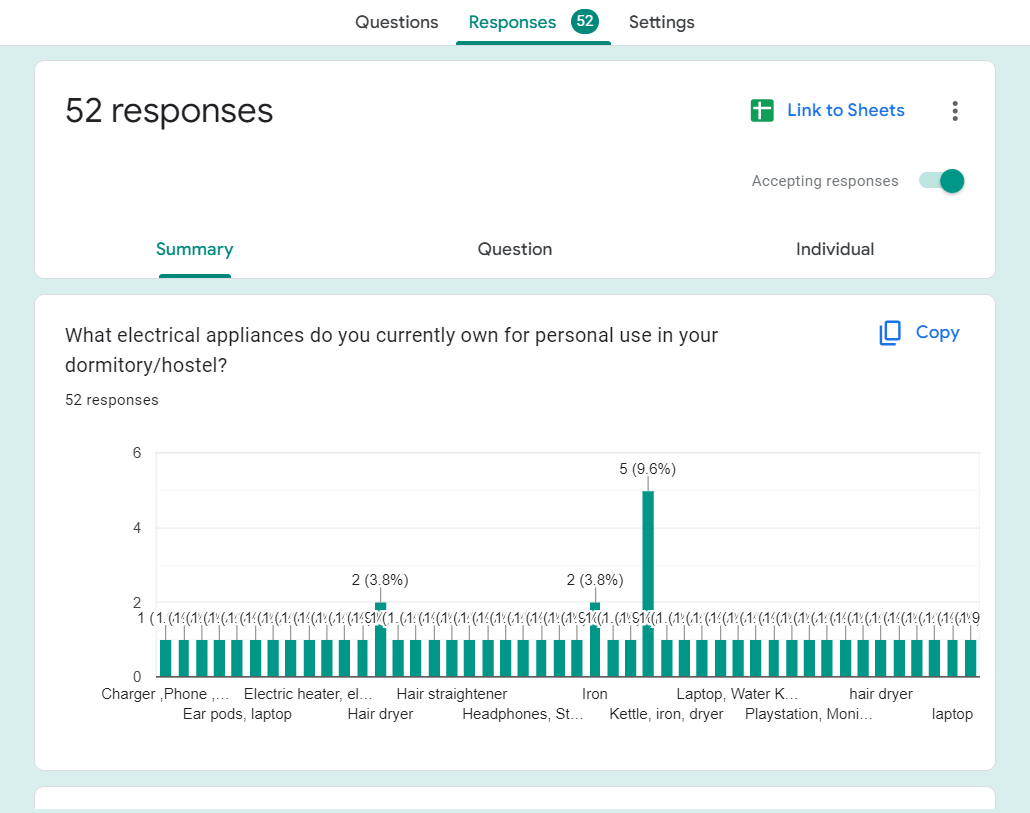 Questions
Responses 52
Settings
52 responses
Link to Sheets
Accepting responses
Summary
Question
Individual
What electrical appliances do you currently own for personal use in your
dormitory/hostel?
Copy
52 responses
6
5 (9.6%)
4
2 (3.8%)
2 (3.8%)
2
0
Charger ,Phone ,…
Electric heater, el…
Hair straightener
Iron
Laptop, Water K…
hair dryer
Ear pods, laptop
Hair dryer
Headphones, St…
Kettle, iron, dryer
Playstation, Moni…
laptop